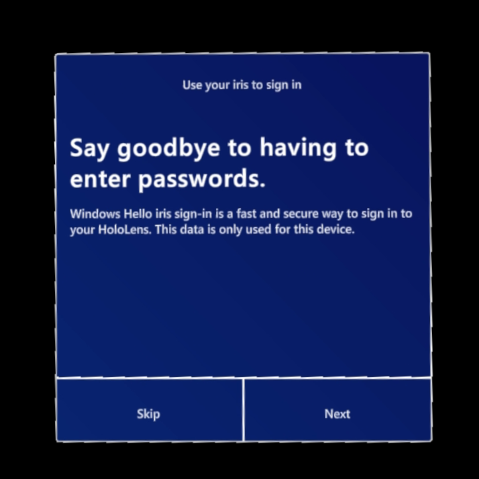 Use your iris to sign in
Say goodbye to having to
enter passwords.
Windows Hello iris sign-in is a fast and secure way to sign in to
your HoloLens. This data is only used for this device.
Skip
Next